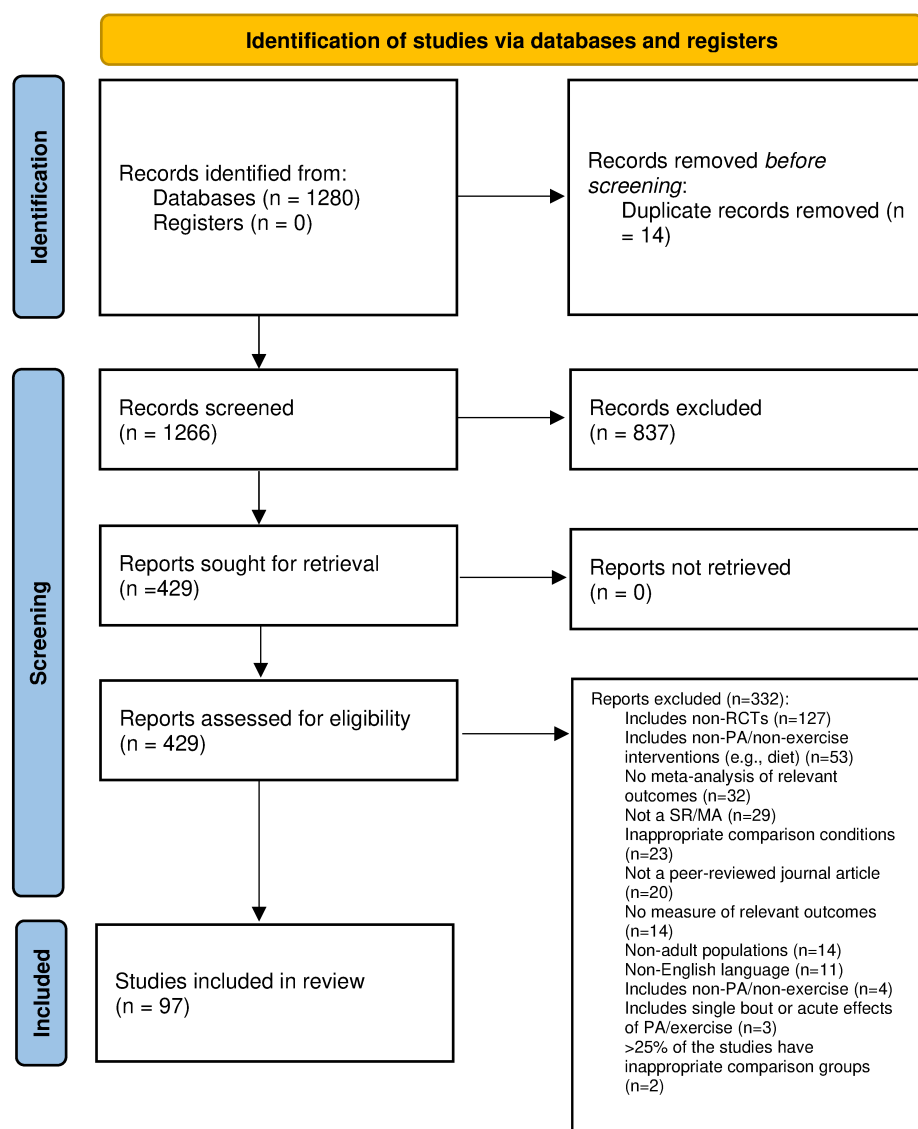 Identification of studies via databases and registers
Identification
Records identified from:
Databases (n = 1280)
Registers (n = 0)
Records removed before
screening:
Duplicate records removed (n
= 14)
Screening
Records screened
(n = 1266)
Records excluded
(n = 837)
Reports sought for retrieval
(n =429)
Reports not retrieved
(n = 0)
Reports assessed for eligibility
(n = 429)
Reports excluded (n=332):
Includes non-RCTs (n=127)
Includes non-PA/non-exercise
interventions (e.g., diet) (n=53)
No meta-analysis of relevant
outcomes (n=32)
Not a SR/MA (n=29)
Inappropriate comparison conditions
(n=23)
Not a peer-reviewed journal article
(n=20)
No measure of relevant outcomes
(n=14)
Non-adult populations (n=14)
Non-English language (n=11)
Includes non-PA/non-exercise (n=4)
Includes single bout or acute effects
of PA/exercise (n=3)
>25% of the studies have
inappropriate comparison groups
(n=2)
Included
Studies included in review
(n = 97)